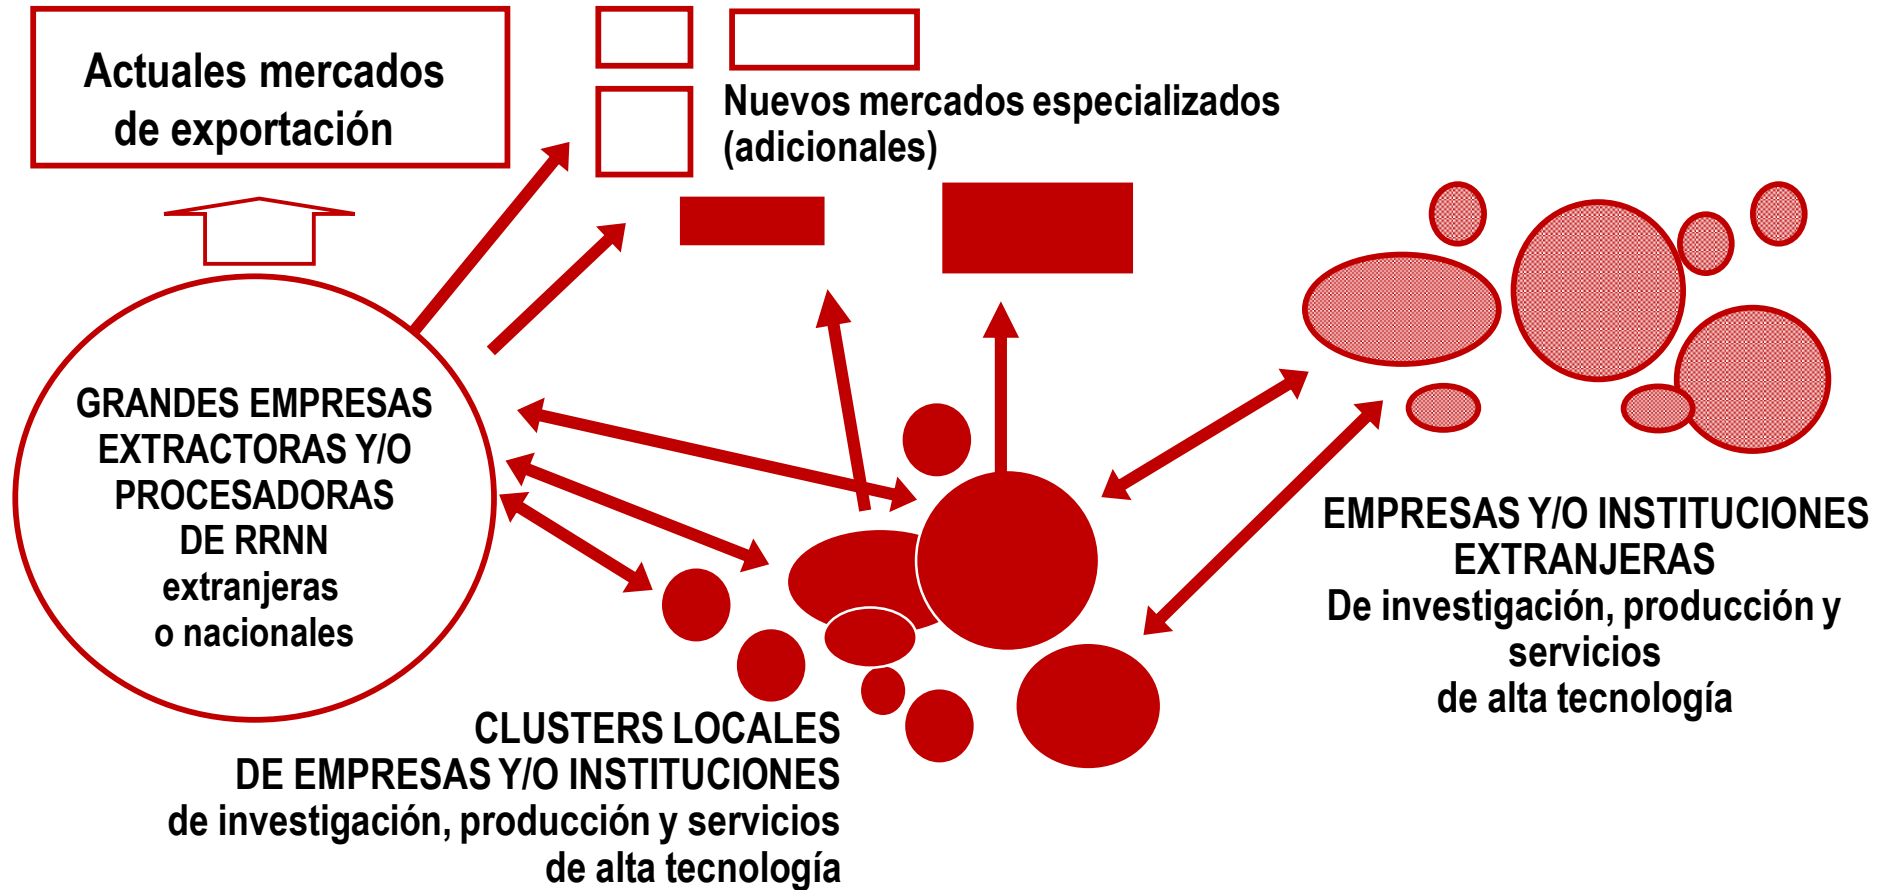 Actuales mercados
de exportación
Nuevos mercados especializados
(adicionales)
GRANDES EMPRESAS
EXTRACTORAS Y/O
PROCESADORAS
DE RRNN
extranjeras
o nacionales
EMPRESAS Y/O INSTITUCIONES
EXTRANJERAS
De investigación, producción y
servicios
de alta tecnología
CLUSTERS LOCALES
DE EMPRESAS Y/O INSTITUCIONES
de investigación, producción y servicios
de alta tecnología